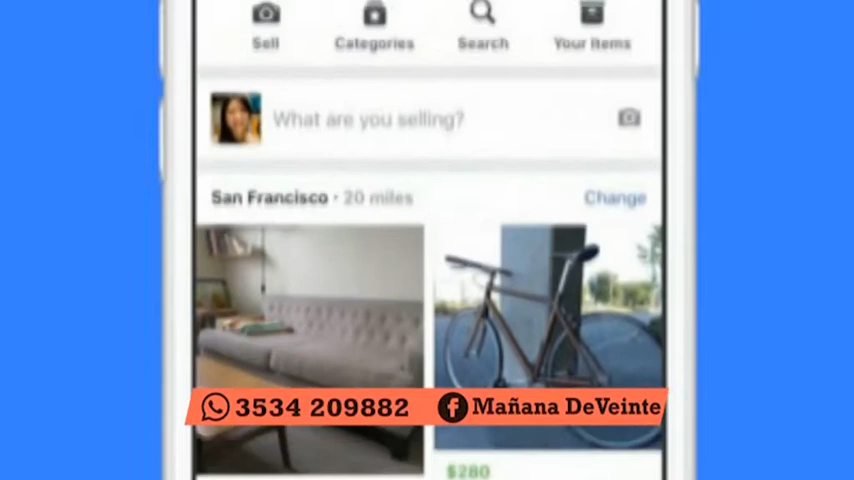 Sell Categories Search Your Items
What are you selling?
San Francisco · 20 miles Change
3534 209882 Mañana DeVeinte
$280